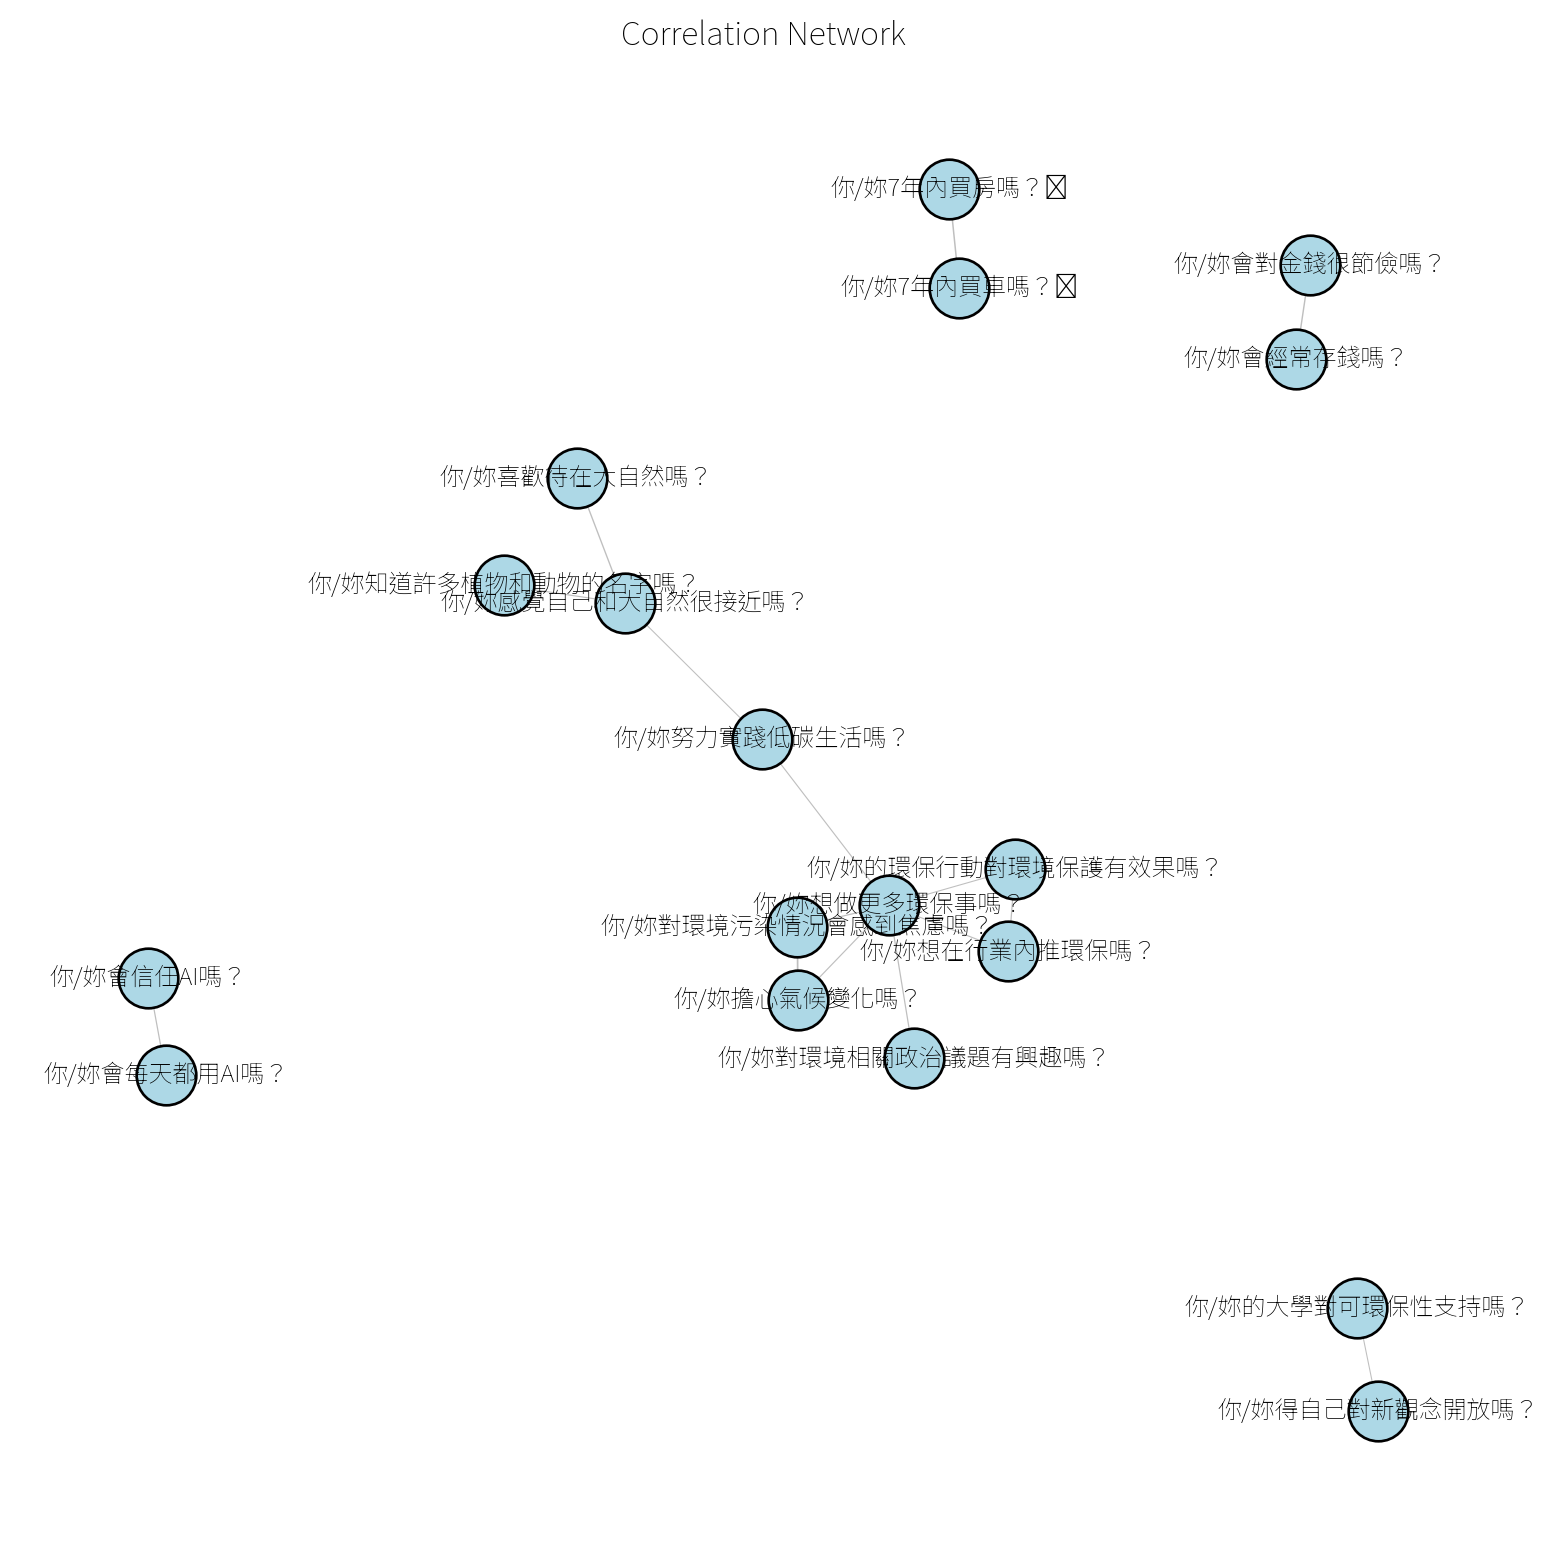 Correlation Network
你/妳7年內買房嗎？
你/妳會對金錢很節儉嗎？
你/妳7年內買車嗎？
你/妳會經常存錢嗎？
你/妳喜歡待在大自然嗎？
你/妳知道許多植物和動物的名字嗎？
你/妳感覺自己和大自然很接近嗎？
你/妳努力實踐低碳生活嗎？
你/妳的環保行動對環境保護有效果嗎？
你/妳想做更多環保事嗎？
你/妳對環境污染情況會感到焦慮嗎？
你/妳想在行業內推環保嗎？
你/妳會信任AI嗎？
你/妳擔心氣候變化嗎？
你/妳對環境相關政治議題有興趣嗎？
你/妳會每天都用AI嗎？
你/妳的大學對可環保性支持嗎？
你/妳得自己對新觀念開放嗎？